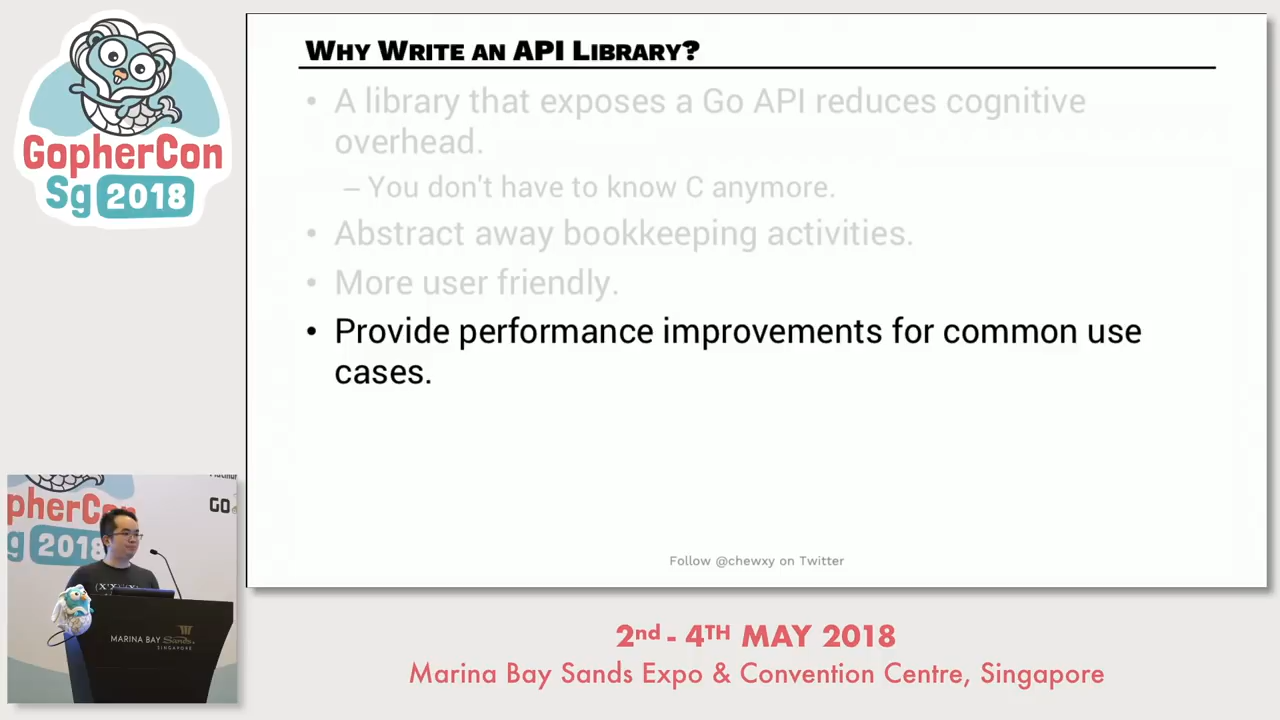 GopherCon
Sg 2018
WHY WRITE AN API LIBRARY?
• A library that exposes a Go API reduces cognitive
overhead.
– You don't have to know C anymore.
• Abstract away bookkeeping activities.
• More user friendly.
• Provide performance improvements for common use
cases.
Follow @chewxy on Twitter
pherCon
g 2018
GO
MARINA BAY Sands
SINGAPORE
2nd - 4TH MAY 2018
Marina Bay Sands Expo & Convention Centre, Singapore